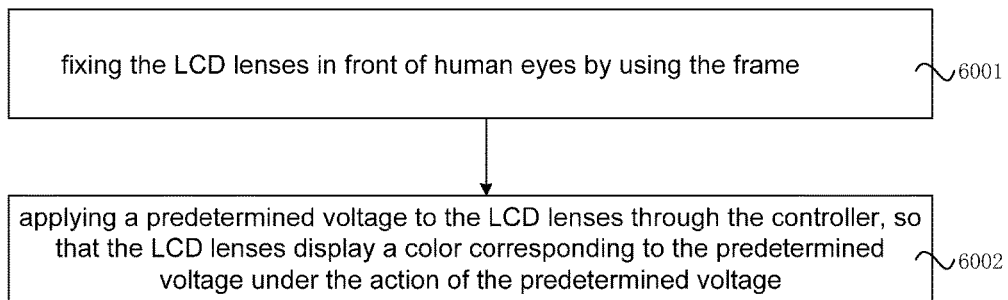 fixing the LCD lenses in front of human eyes by using the frame
6001
applying a predetermined voltage to the LCD lenses through the controller, so
that the LCD lenses display a color corresponding to the predetermined
voltage under the action of the predetermined voltage
6002